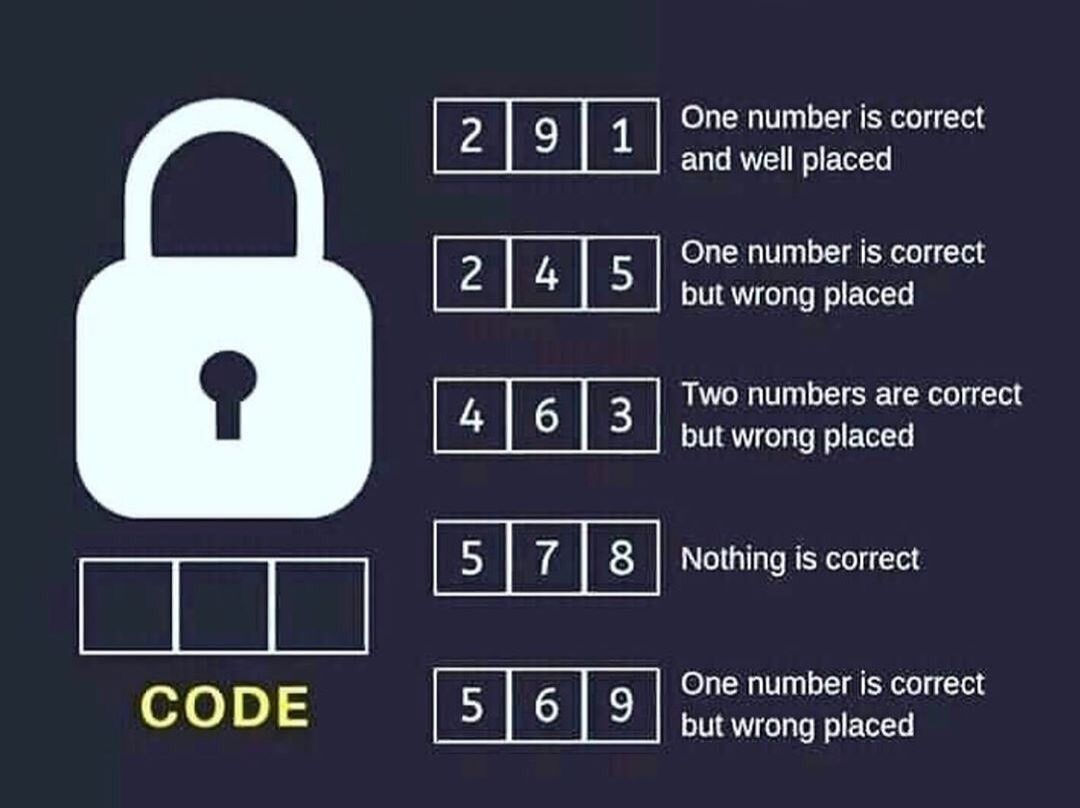 2 9 1
One number is correct
and well placed
2 4 5
One number is correct
but wrong placed
4 6 3
Two numbers are correct
but wrong placed
5 7 8
Nothing is correct
5 6 9
One number is correct
but wrong placed
CODE